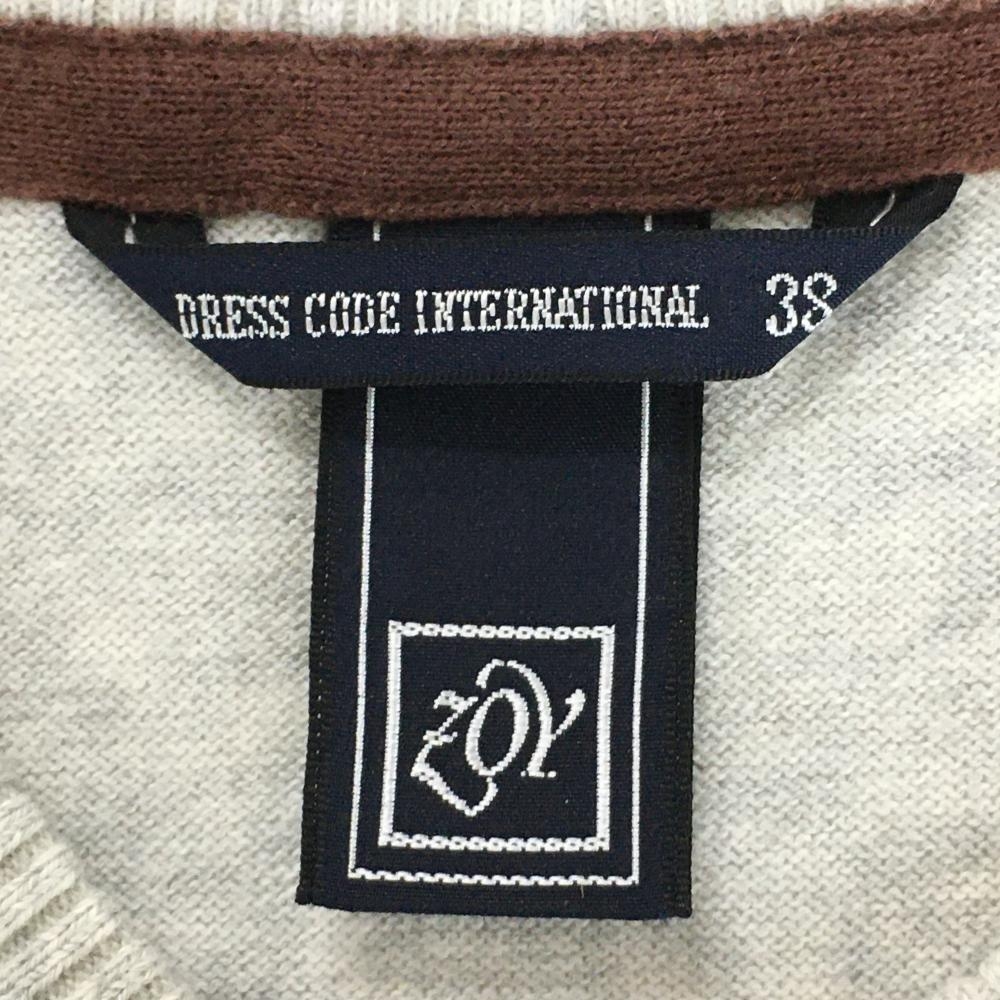 DRESS CODE INTERNATIONAL 38
ZOY